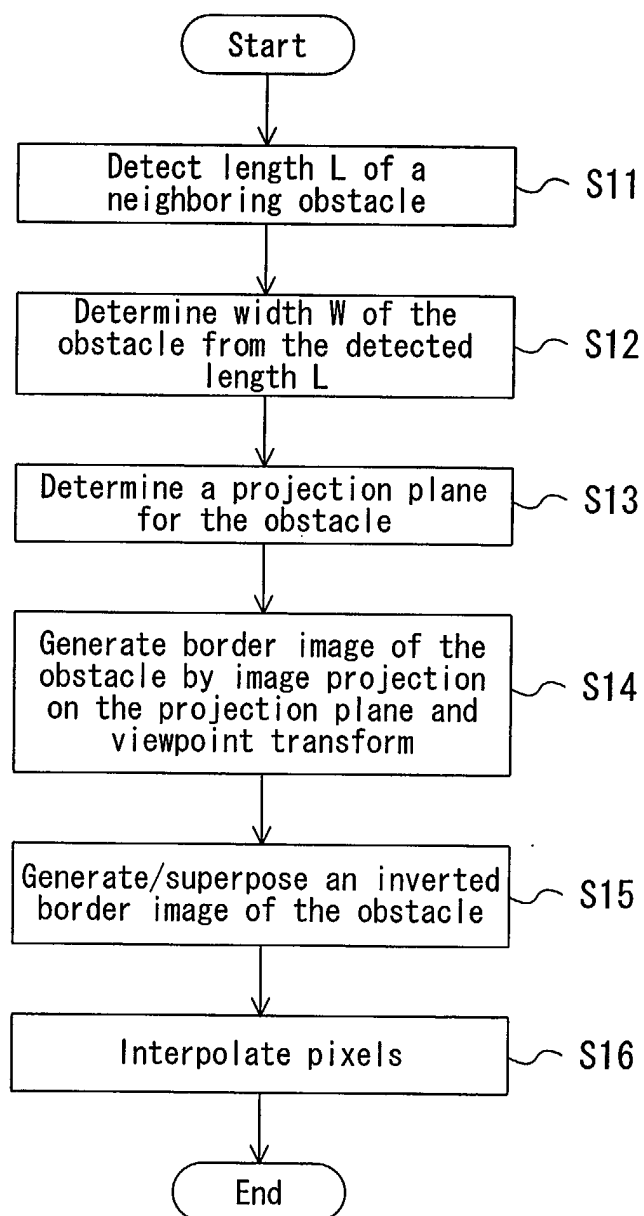 Start
Detect length L of a
neighboring obstacle
S11
Determine width W of the
obstacle from the detected
length L
S12
Determine a projection plane
for the obstacle
S13
Generate border image of the
obstacle by image projection
on the projection plane and
viewpoint transform
S14
Generate/superpose an inverted
border image of the obstacle
S15
Interpolate pixels
S16
End